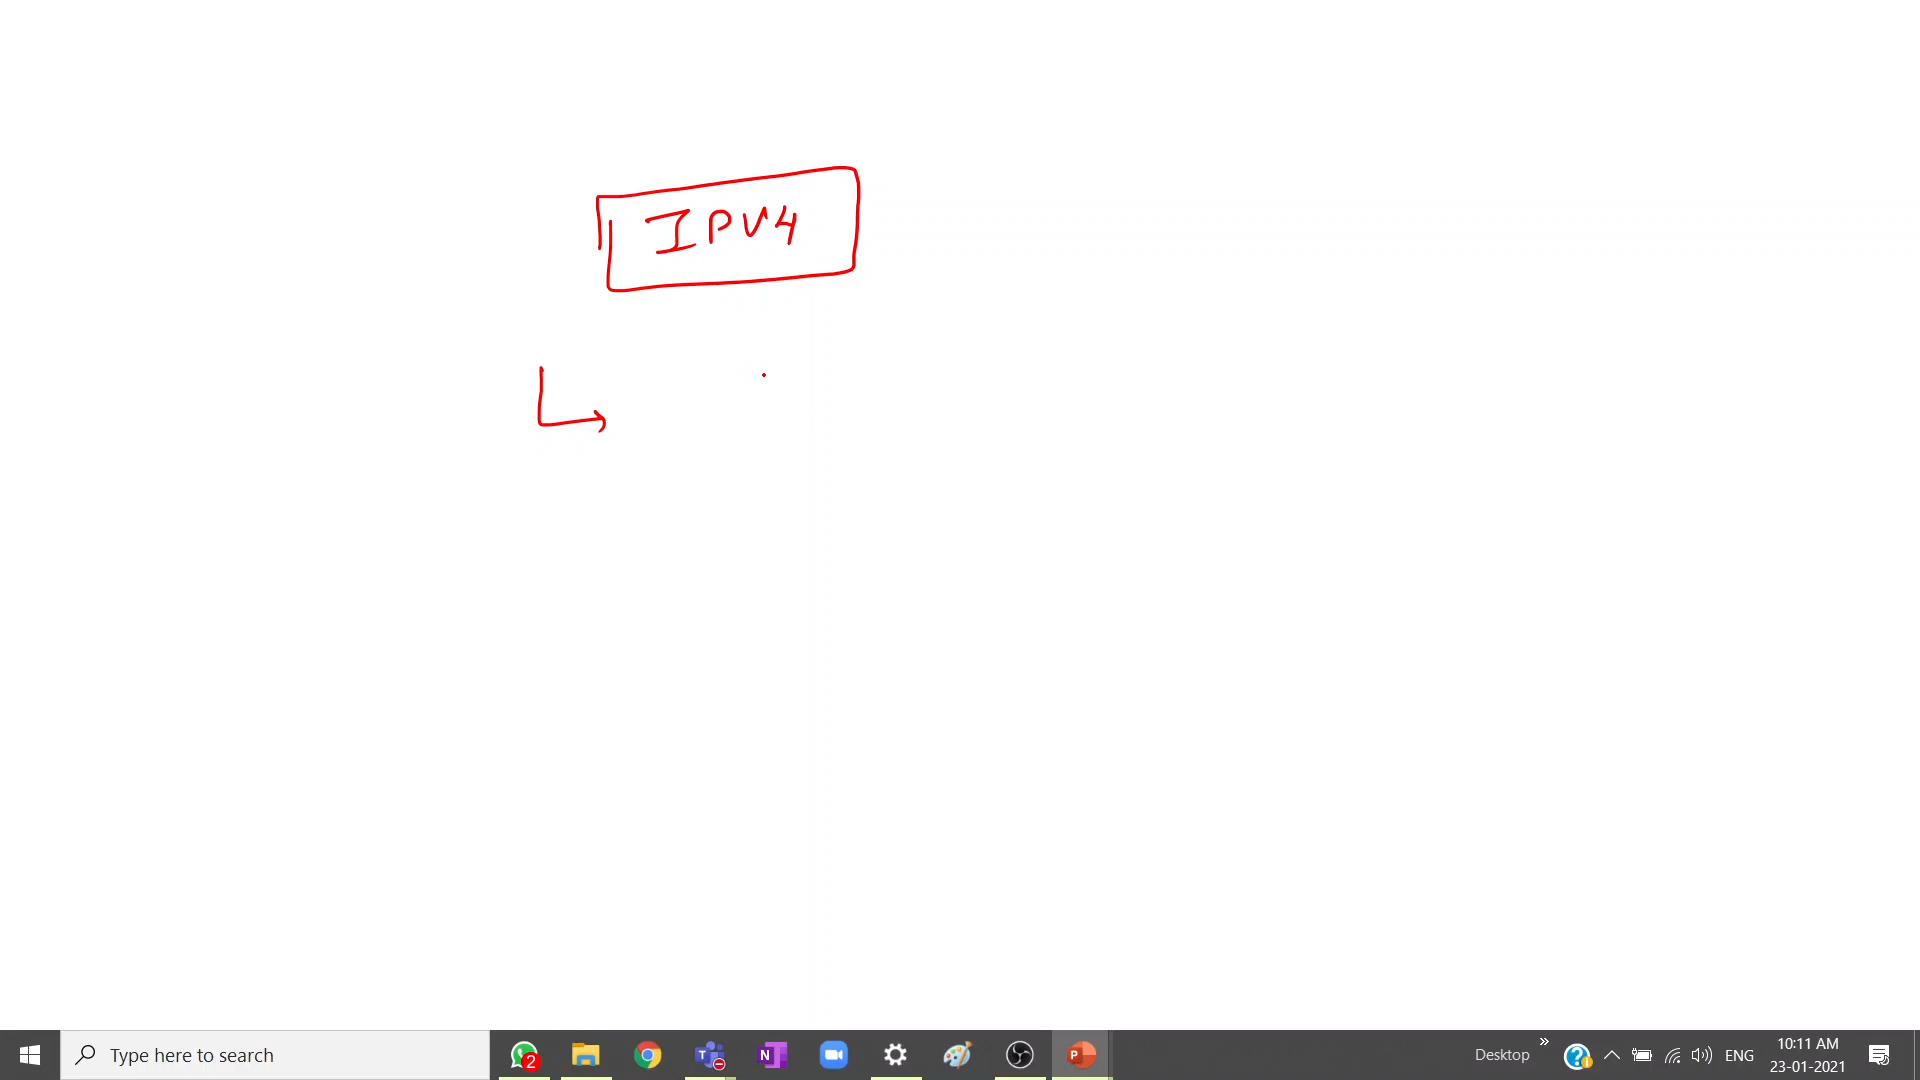 IPV4
Type here to search
2
Desktop
ENG
10:11 AM
23-01-2021